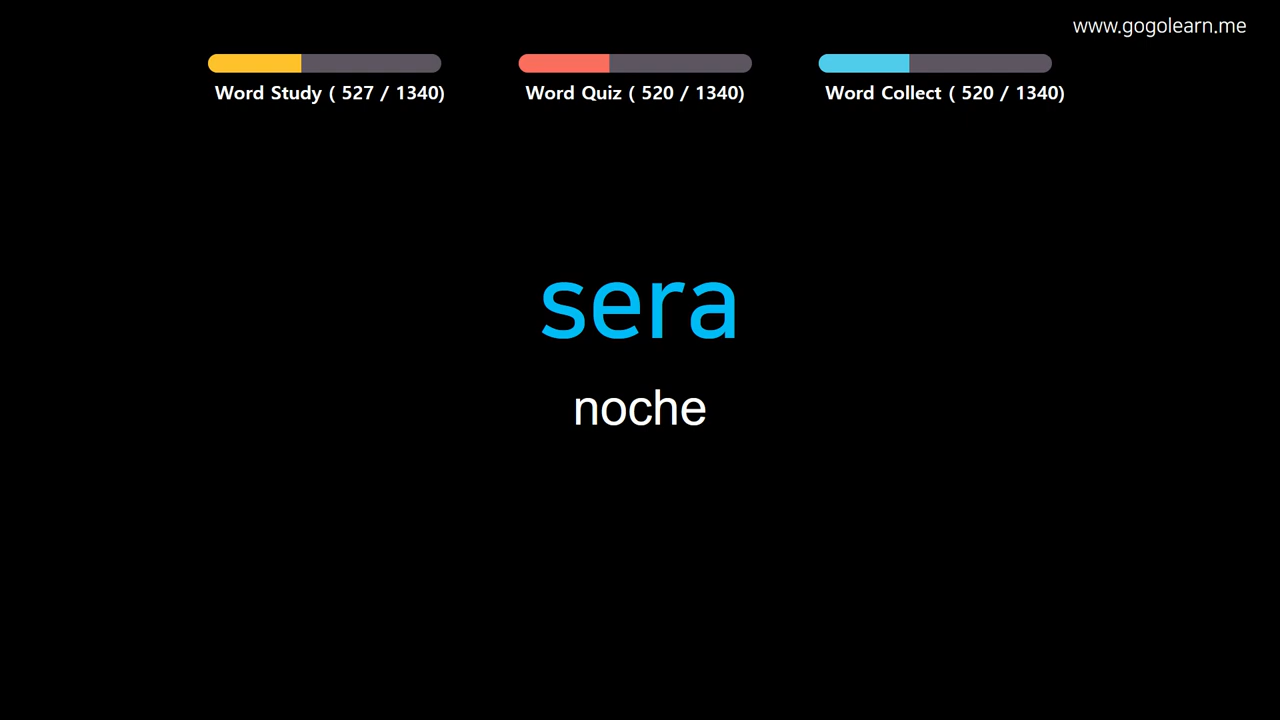 www.gogolearn.me
Word Study ( 527 / 1340)
Word Quiz ( 520 / 1340)
Word Collect ( 520 / 1340)
sera
noche